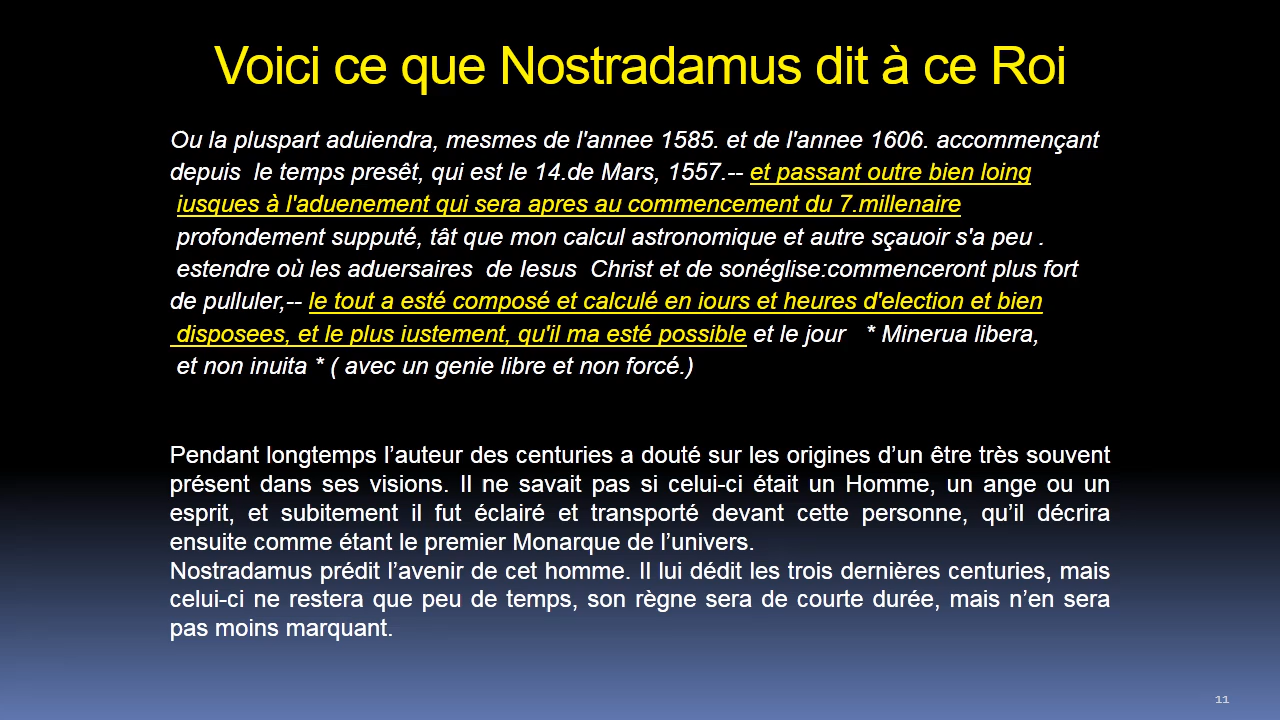 Voici ce que Nostradamus dit à ce Roi
Ou la pluspart aduiendra, mesmes de l'annee 1585. et de l'annee 1606. accommençant
depuis  le temps presêt, qui est le 14.de Mars, 1557.-- et passant outre bien loing
iusques à l'aduenement qui sera apres au commencement du 7.millenaire
profondement supputé, tât que mon calcul astronomique et autre sçauoir s'a peu .
estendre où les aduersaires  de Iesus  Christ et de sonéglise:commenceront plus fort
de pulluler,-- le tout a esté composé et calculé en iours et heures d'election et bien
disposees, et le plus iustement, qu'il ma esté possible et le jour   * Minerua libera,
et non inuita * ( avec un genie libre et non forcé.)
Pendant longtemps l’auteur des centuries a douté sur les origines d’un être très souvent
présent dans ses visions. Il ne savait pas si celui-ci était un Homme, un ange ou un
esprit, et subitement il fut éclairé et transporté devant cette personne, qu’il décrira
ensuite comme étant le premier Monarque de l’univers.
Nostradamus prédit l’avenir de cet homme. Il lui dédit les trois dernières centuries, mais
celui-ci ne restera que peu de temps, son règne sera de courte durée, mais n’en sera
pas moins marquant.
11